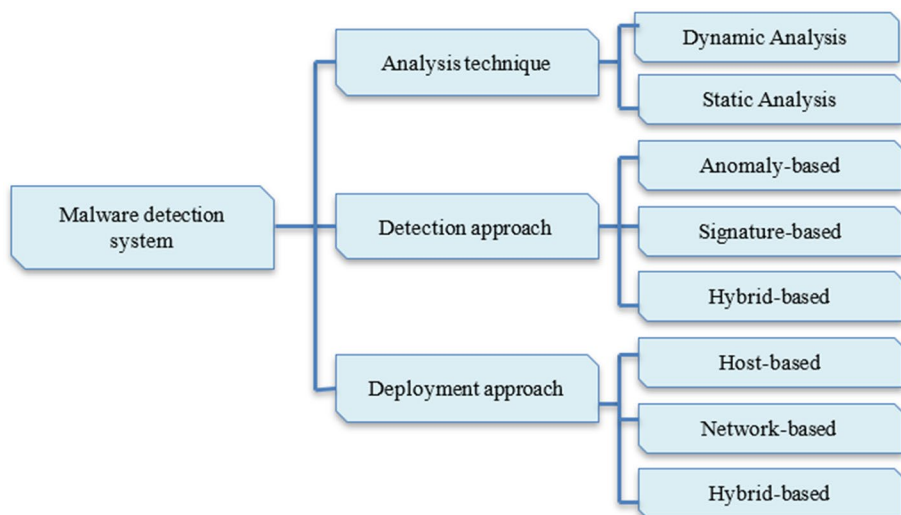 Malware detection
system
Analysis technique
Dynamic Analysis
Static Analysis
Detection approach
Anomaly-based
Signature-based
Hybrid-based
Deployment approach
Host-based
Network-based
Hybrid-based